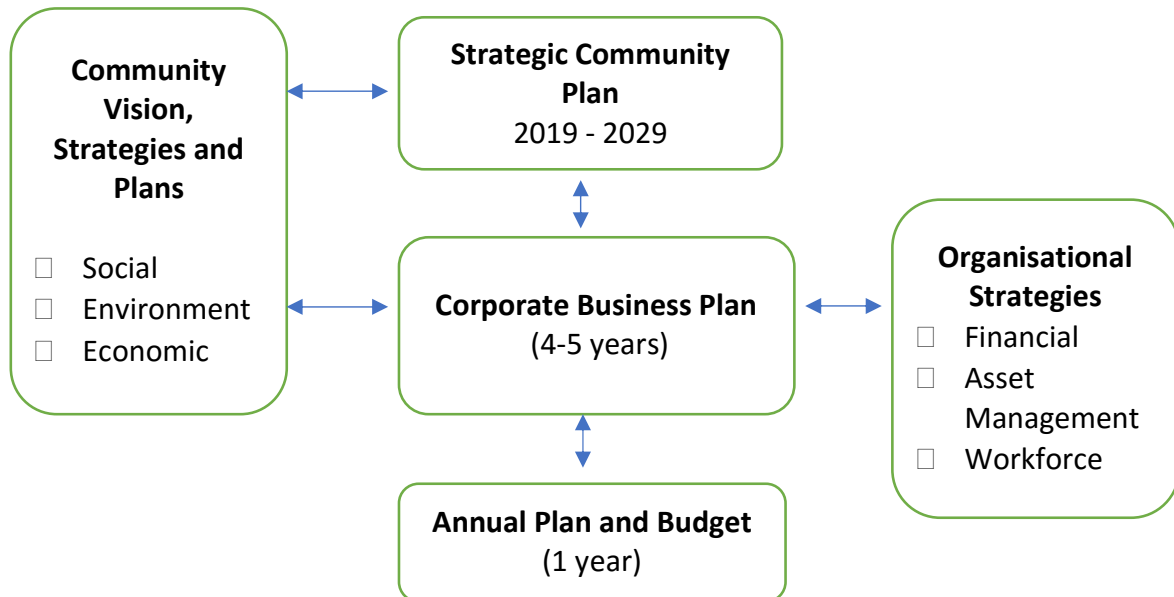 Community
Vision,
Strategies and
Plans
□ Social
□ Environment
□ Economic
Strategic Community
Plan
2019 - 2029
Corporate Business Plan
(4-5 years)
Annual Plan and Budget
(1 year)
Organisational
Strategies
□ Financial
□ Asset
Management
□ Workforce